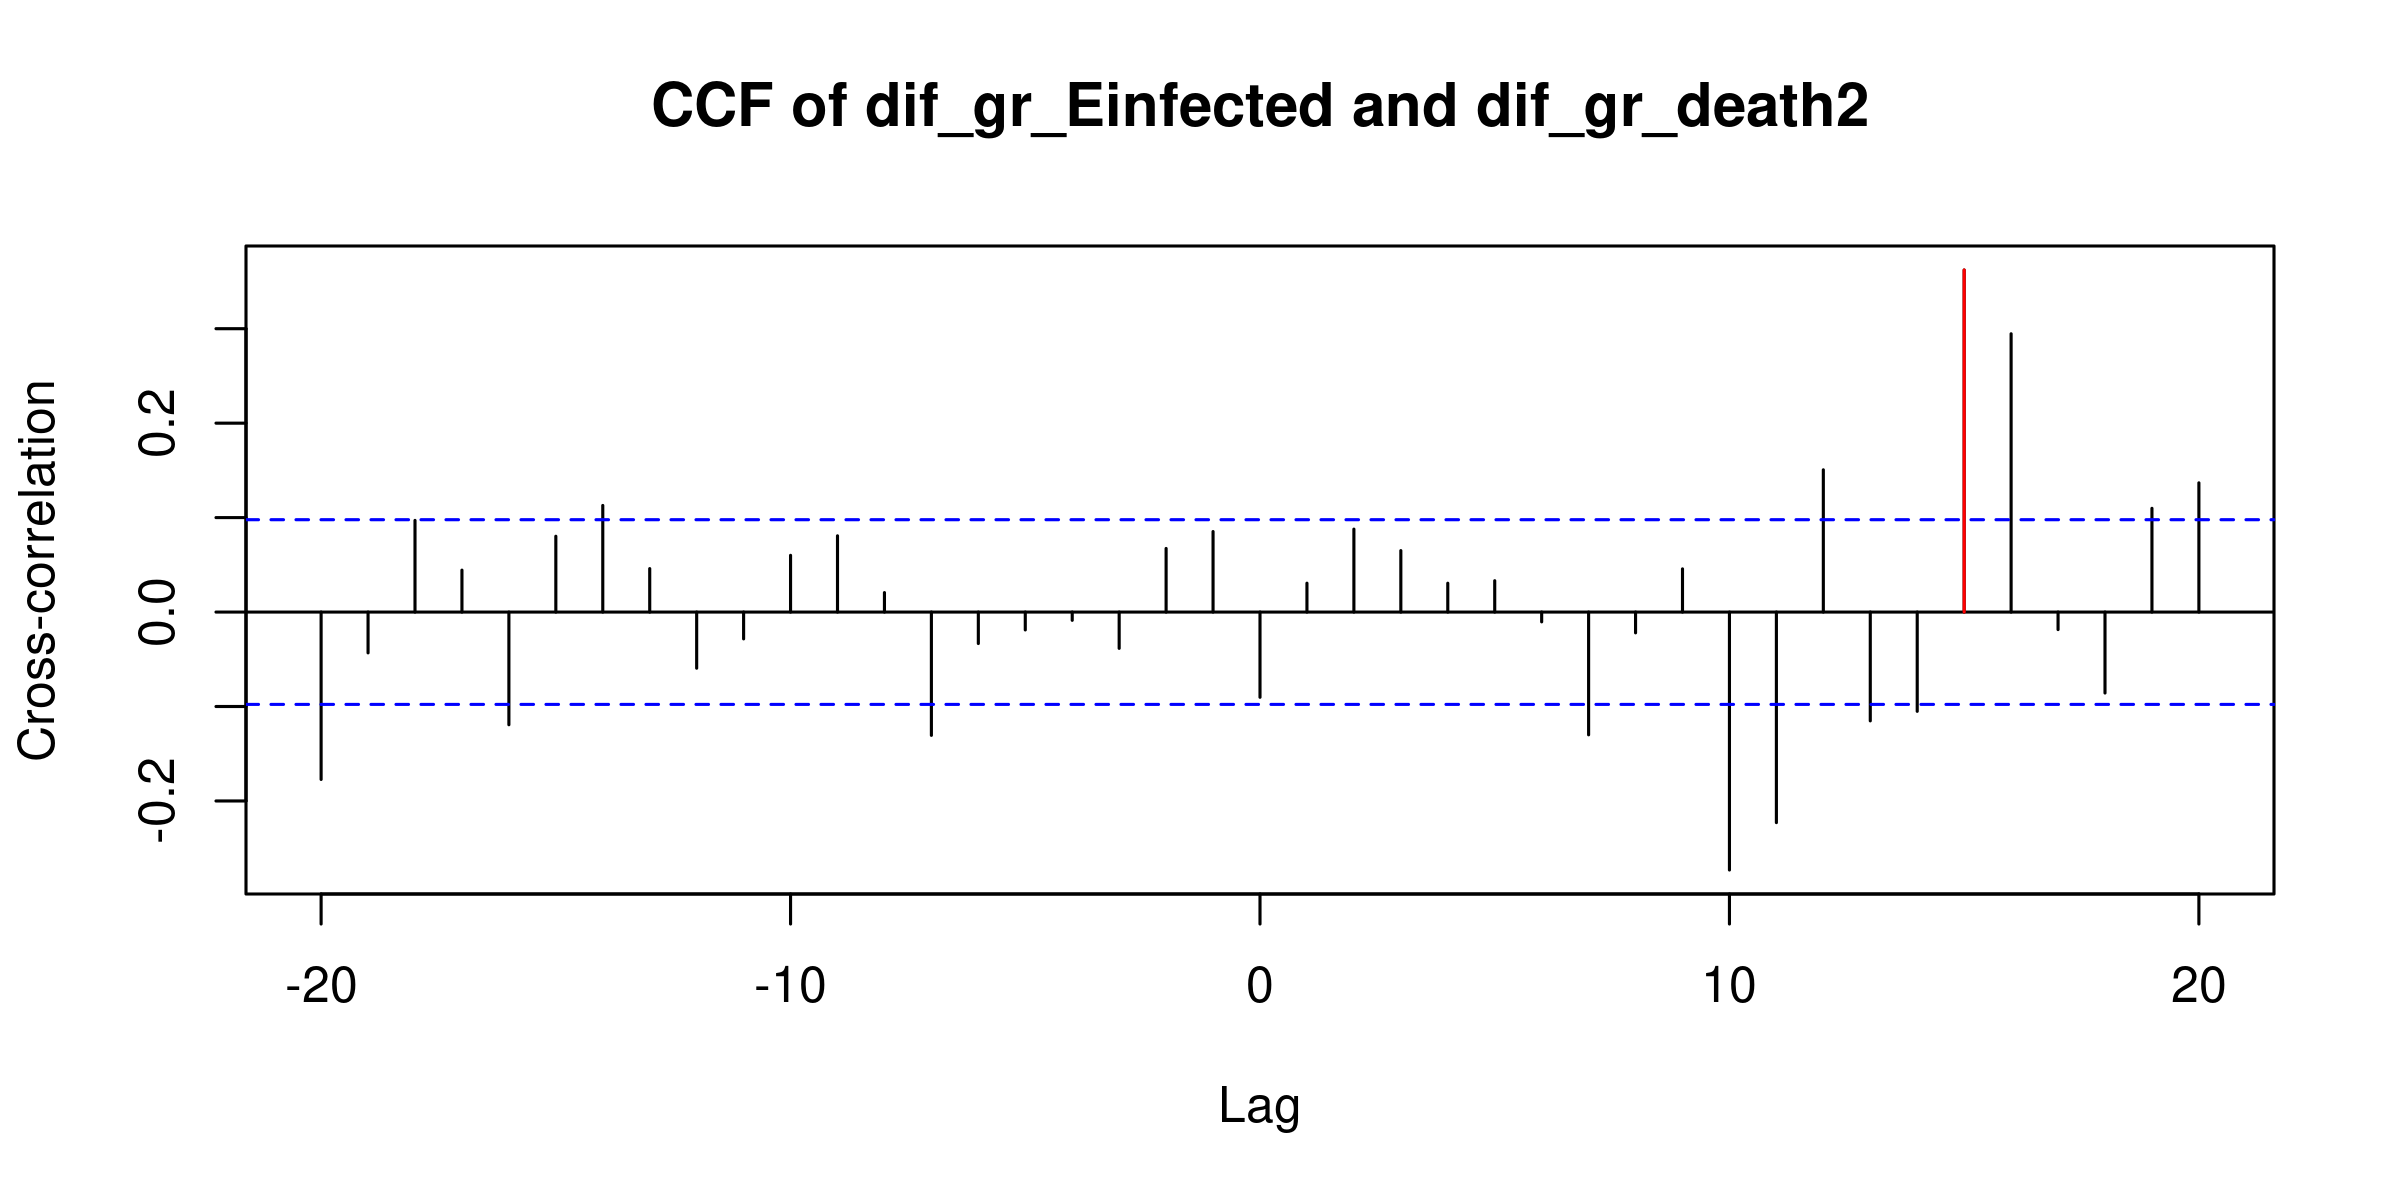 CCF of dif_gr_Einfected and dif_gr_death2
Cross-correlation
0.2
0.0
-0.2
-20 -10 0 10 20
Lag